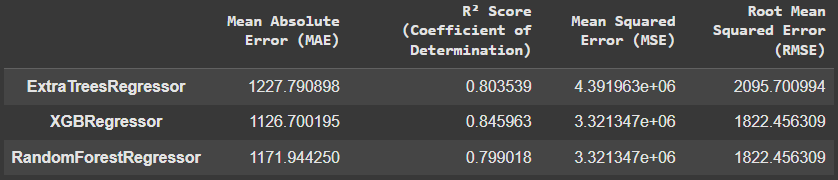 Mean Absolute Error (MAE) R² Score (Coefficient of Determination) Mean Squared Error (MSE) Root Mean Squared Error (RMSE)
ExtraTreesRegressor 1227.790898 0.803539 4.391963e+06 2095.700994
XGBRegressor 1126.700195 0.845963 3.321347e+06 1822.456309
RandomForestRegressor 1171.944250 0.799018 3.321347e+06 1822.456309